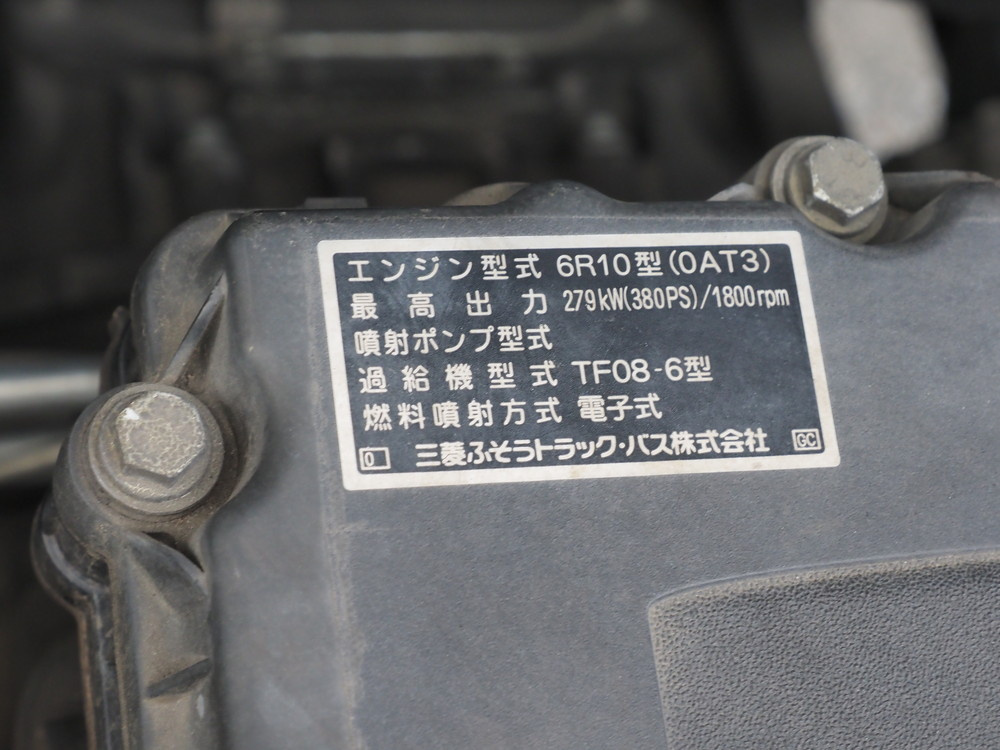 エンジン型式 6R10型(0AT3)
最高出力 279kW(380PS)/1800rpm
噴射ポンプ型式
過給機型式 TF08-6型
燃料噴射方式 電子式
0 三菱ふそうトラック・バス株式会社 GC